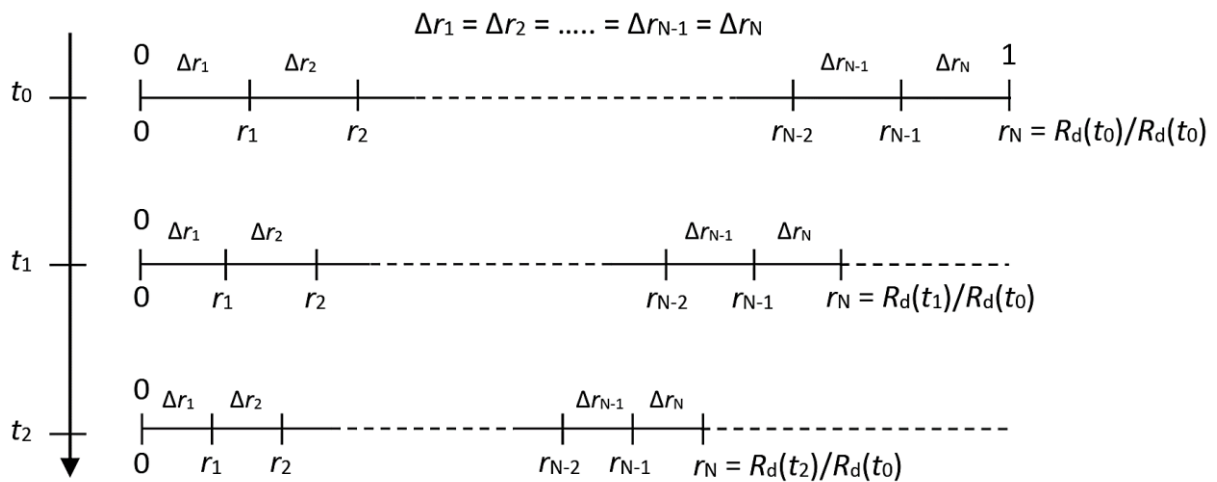 Δr1 = Δr2 = ..... = ΔrN-1 = ΔrN
0 Δr1 Δr2 ΔrN-1 ΔrN 1
t0
0 r1 r2 rN-2 rN-1 rN = Rd(t0)/Rd(t0)
0
Δr1 Δr2 ΔrN-1 ΔrN
t1
0 r1 r2 rN-2 rN-1 rN = Rd(t1)/Rd(t0)
0
Δr1 Δr2 ΔrN-1 ΔrN
t2
0 r1 r2 rN-2 rN-1 rN = Rd(t2)/Rd(t0)